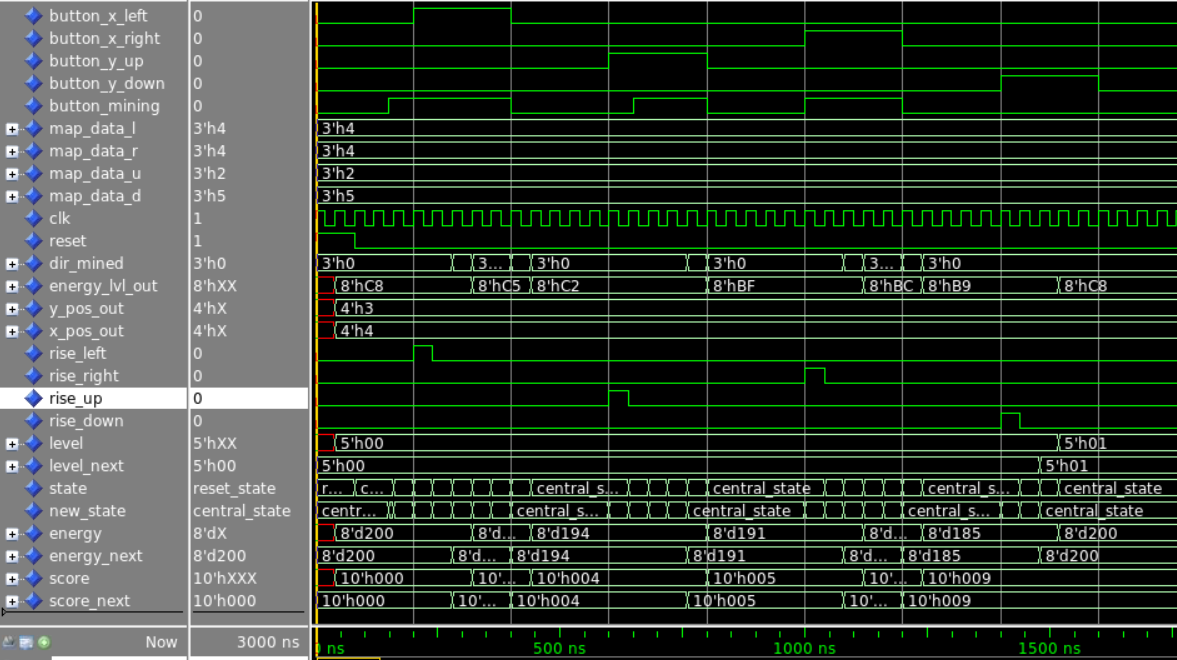 button_x_left 0
button_x_right 0
button_y_up 0
button_y_down 0
button_mining 0
map_data_l 3'h4 3'h4
map_data_r 3'h4 3'h4
map_data_u 3'h2 3'h2
map_data_d 3'h5 3'h5
clk 1
reset 1
dir_mined 3'h0 3'h0 3... 3'h0 3'h0 3... 3'h0
energy_lvl_out 8'hXX 8'hC8 8'hC5 8'hC2 8'hBF 8'hBC 8'hB9 8'hC8
y_pos_out 4'hX 4'h3
x_pos_out 4'hX 4'h4
rise_left 0
rise_right 0
rise_up 0
rise_down 0
level 5'hXX 5'h00 5'h01
level_next 5'h00 5'h00 5'h01
state reset_state r... c... central_s... central_state central_s... central_state
new_state central_state centr... central_s... central_state central_s... central_state
energy 8'dX 8'd200 8'd... 8'd194 8'd191 8'd... 8'd185 8'd200
energy_next 8'd200 8'd200 8'd... 8'd194 8'd191 8'd... 8'd185 8'd200
score 10'hXXX 10'h000 10'... 10'h004 10'h005 10'... 10'h009
score_next 10'h000 10'h000 10'... 10'h004 10'h005 10'... 10'h009
Now 3000 ns ns 500 ns 1000 ns 1500 ns